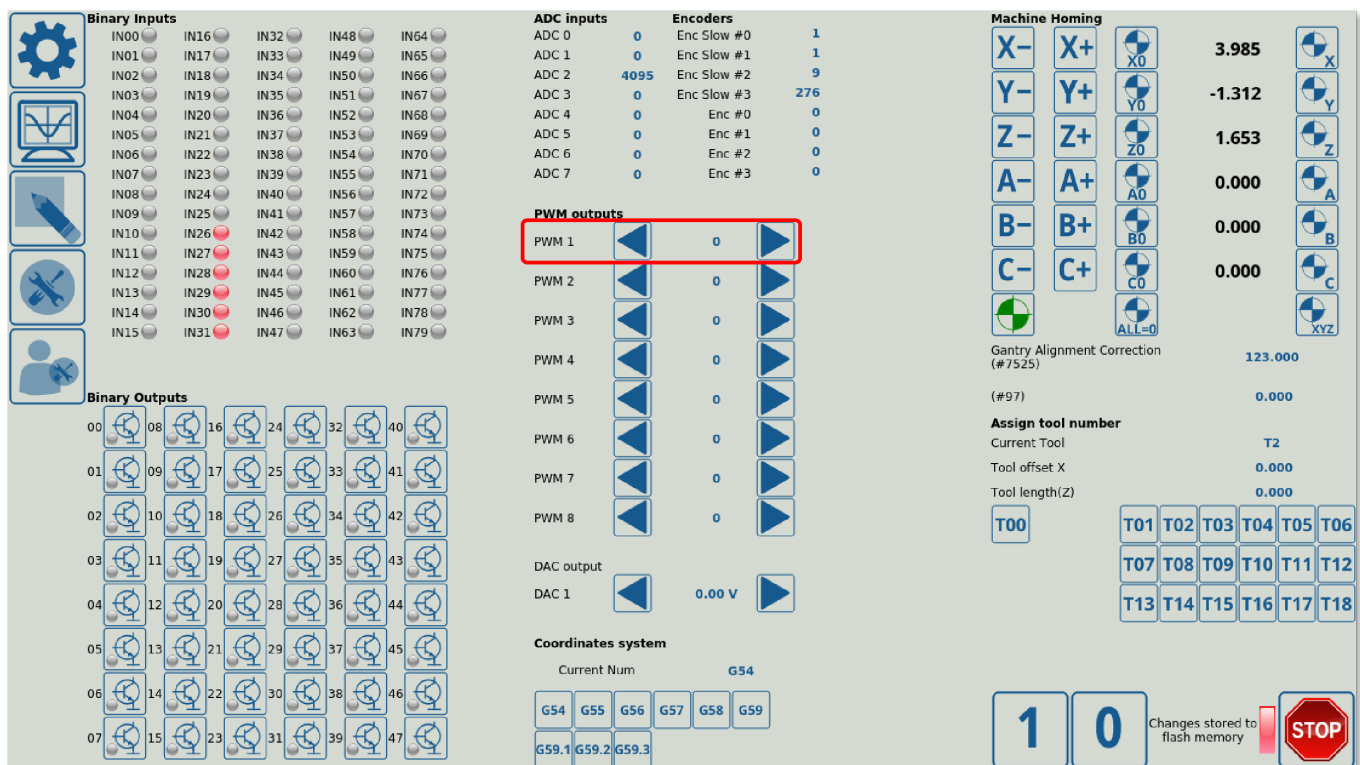 Binary Inputs
IN00 IN16 IN32 IN48 IN64
IN01 IN17 IN33 IN49 IN65
IN02 IN18 IN34 IN50 IN66
IN03 IN19 IN35 IN51 IN67
IN04 IN20 IN36 IN52 IN68
IN05 IN21 IN37 IN53 IN69
IN06 IN22 IN38 IN54 IN70
IN07 IN23 IN39 IN55 IN71
IN08 IN24 IN40 IN56 IN72
IN09 IN25 IN41 IN57 IN73
IN10 IN26 IN42 IN58 IN74
IN11 IN27 IN43 IN59 IN75
IN12 IN28 IN44 IN60 IN76
IN13 IN29 IN45 IN61 IN77
IN14 IN30 IN46 IN62 IN78
IN15 IN31 IN47 IN63 IN79
Binary Outputs
00 08 16 24 32 40
01 09 17 25 33 41
02 10 18 26 34 42
03 11 19 27 35 43
04 12 20 28 36 44
05 13 21 29 37 45
06 14 22 30 38 46
07 15 23 31 39 47
ADC inputs Encoders
ADC 0 0 Enc Slow #0 1
ADC 1 0 Enc Slow #1 1
ADC 2 4095 Enc Slow #2 9
ADC 3 0 Enc Slow #3 276
ADC 4 0 Enc #0 0
ADC 5 0 Enc #1 0
ADC 6 0 Enc #2 0
ADC 7 0 Enc #3 0
PWM outputs
PWM 1 0
PWM 2 0
PWM 3 0
PWM 4 0
PWM 5 0
PWM 6 0
PWM 7 0
PWM 8 0
DAC output
DAC 1 0.00 V
Coordinates system
Current Num G54
G54 G55 G56 G57 G58 G59
G59.1 G59.2 G59.3
Machine Homing
X- X+ X0 3.985 X
Y- Y+ Y0 -1.312 Y
Z- Z+ Z0 1.653 Z
A- A+ A0 0.000 A
B- B+ B0 0.000 B
C- C+ C0 0.000 C
ALL=0 XYZ
Gantry Alignment Correction
(#7525) 123.000
(#97) 0.000
Assign tool number
Current Tool T2
Tool offset X 0.000
Tool length(Z) 0.000
T00 T01 T02 T03 T04 T05 T06
T07 T08 T09 T10 T11 T12
T13 T14 T15 T16 T17 T18
1 0 Changes stored to
flash memory
STOP